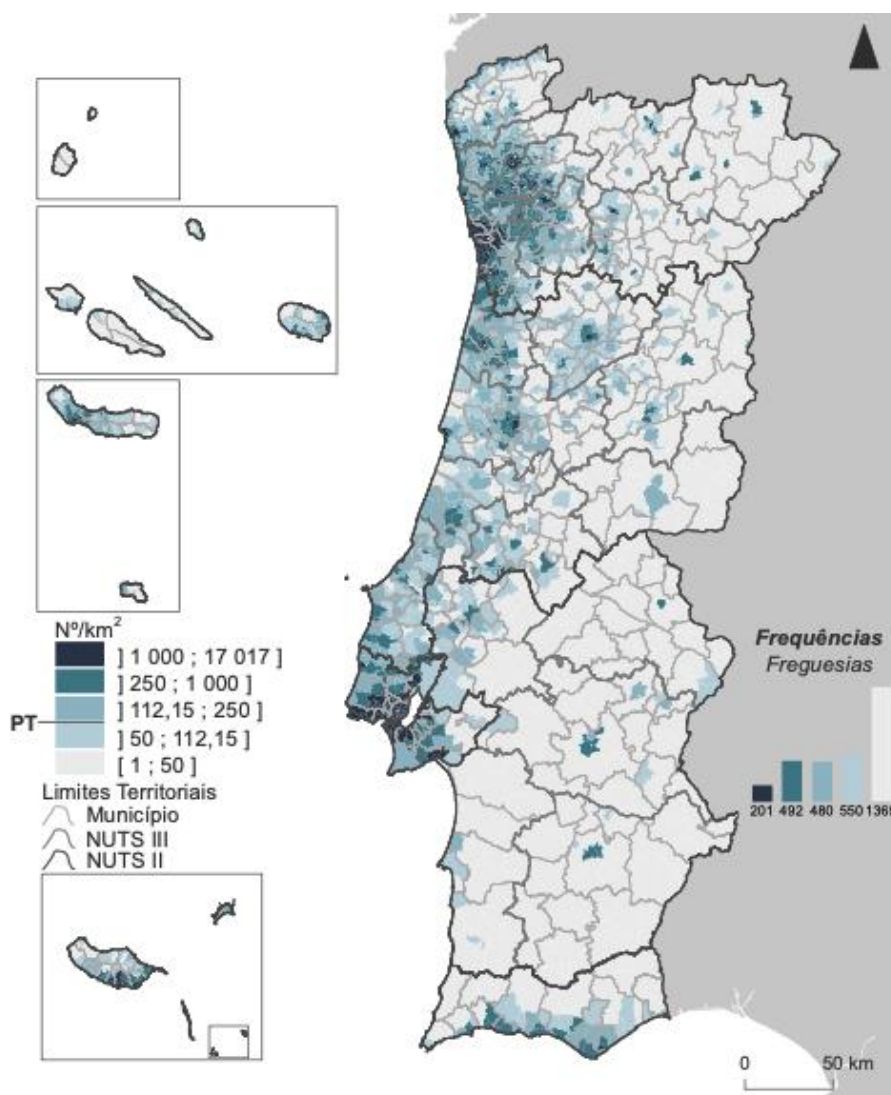 Nº/km²
] 1 000 ; 17 017 ]
] 250 ; 1 000 ]
] 112,15 ; 250 ]
PT
] 50 ; 112,15 ]
[ 1 ; 50 ]
Limites Territoriais
Município
NUTS III
NUTS II
Frequências
Freguesias
201 492 480 550 1369
0 50 km